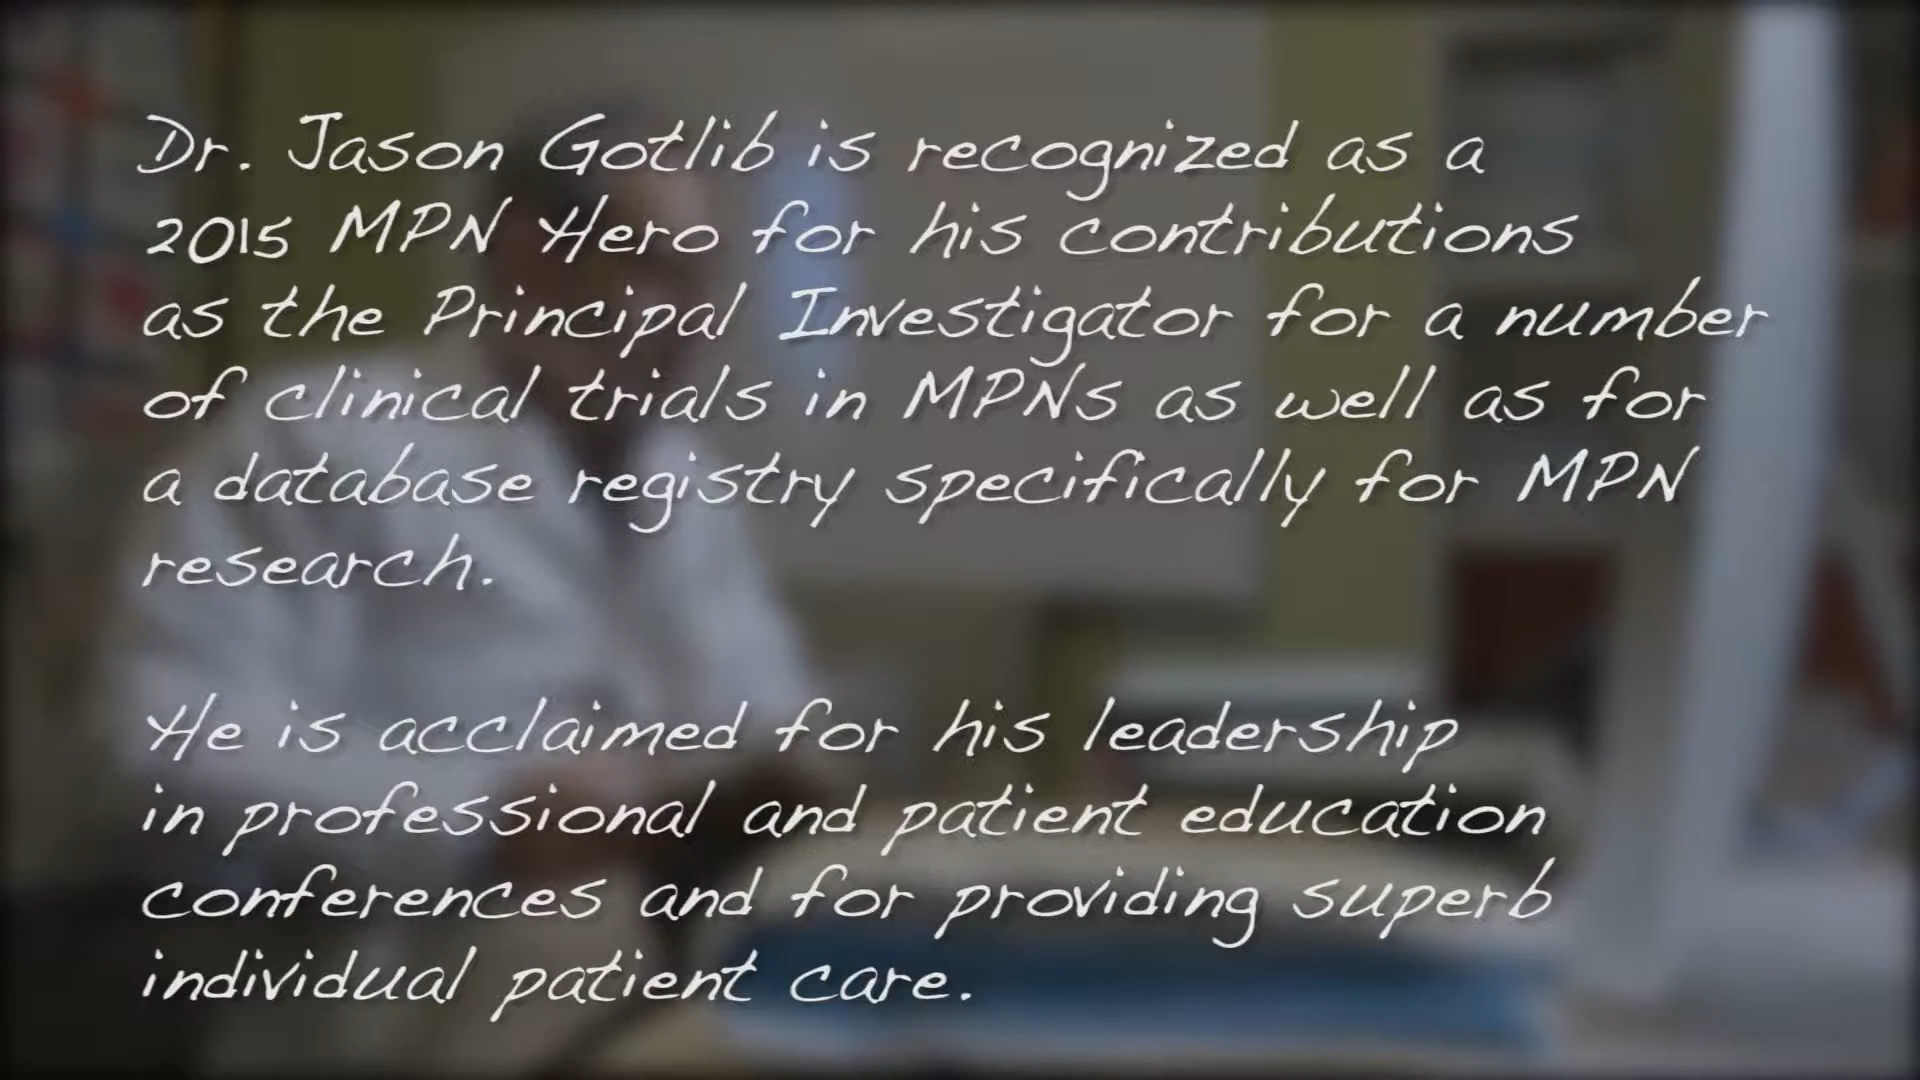 Dr. Jason Gotlib is recognized as a
2015 MPN Hero for his contributions
as the Principal Investigator for a number
of clinical trials in MPNs as well as for
a database registry specifically for MPN
research.
He is acclaimed for his leadership
in professional and patient education
conferences and for providing superb
individual patient care.